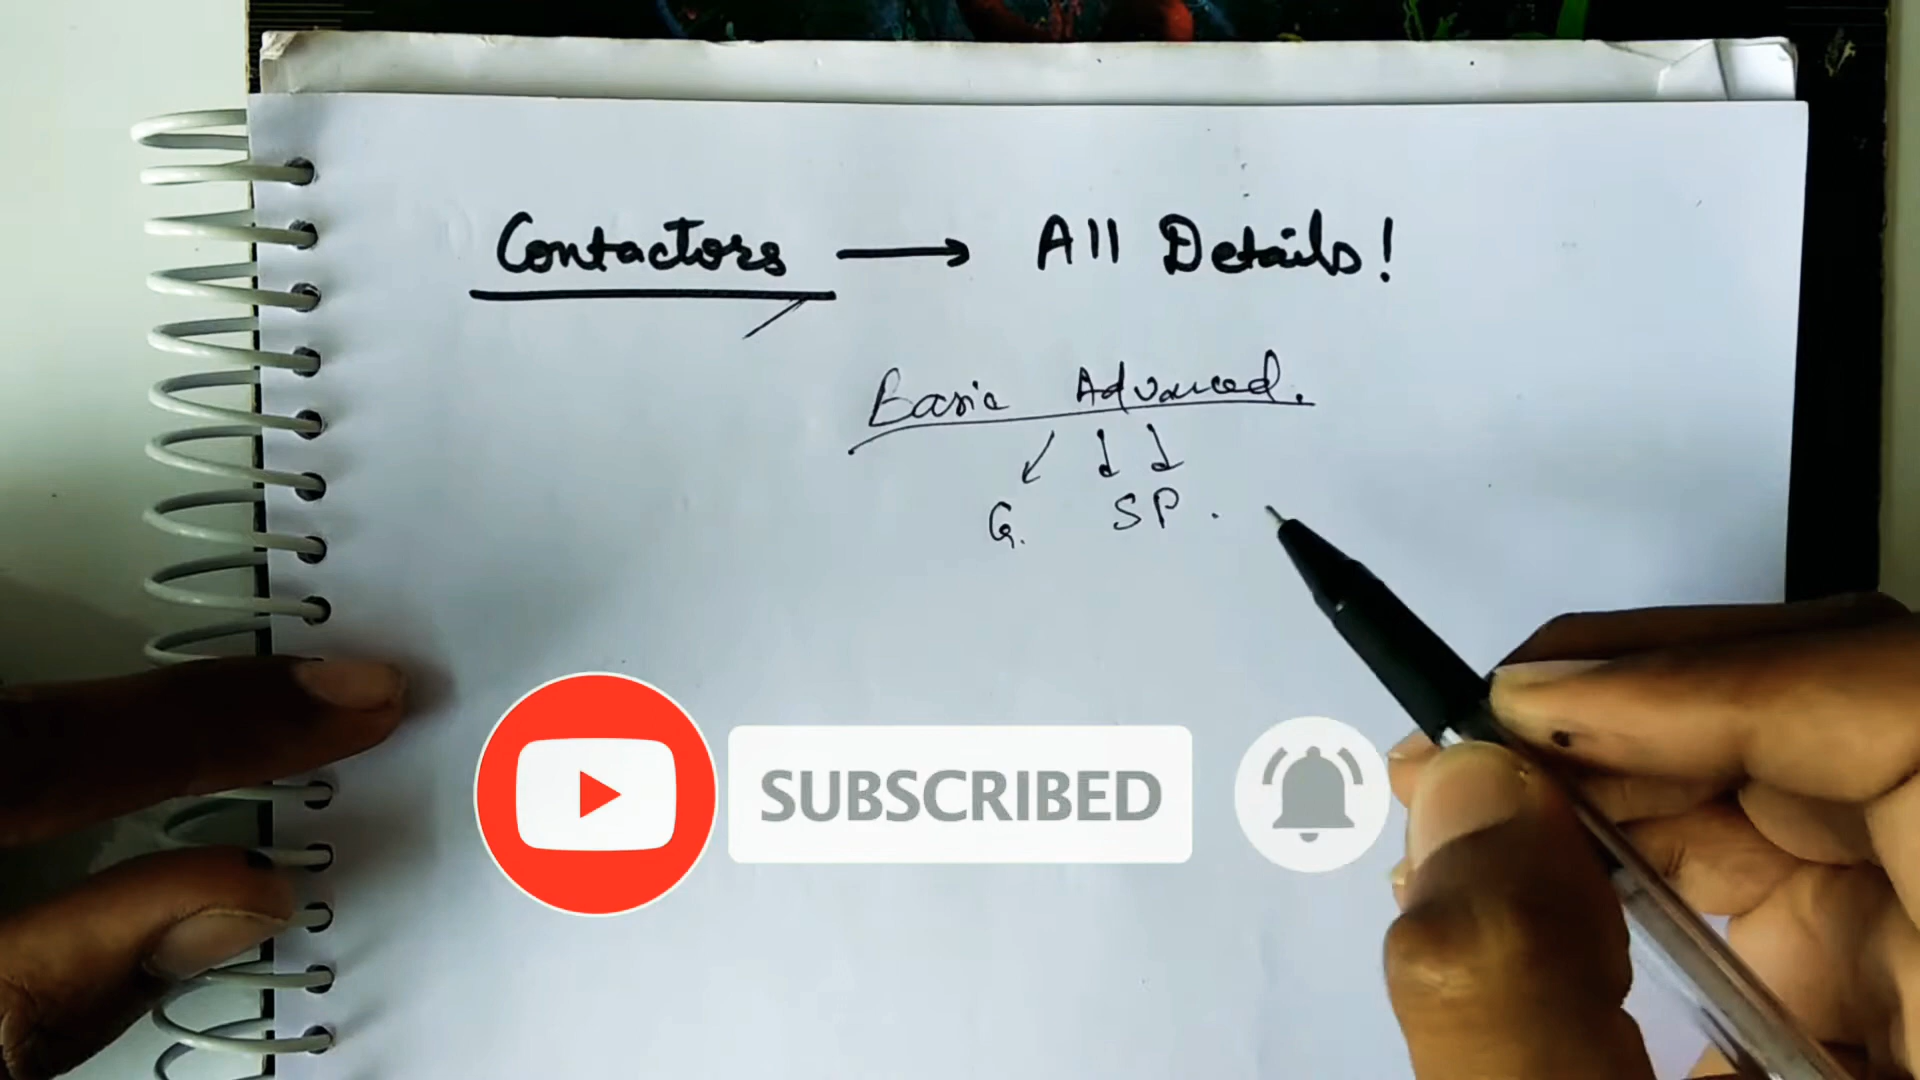 Contactors → All Details!
Basic Advanced.
↙ ↓ ↓
G. SP.
SUBSCRIBED